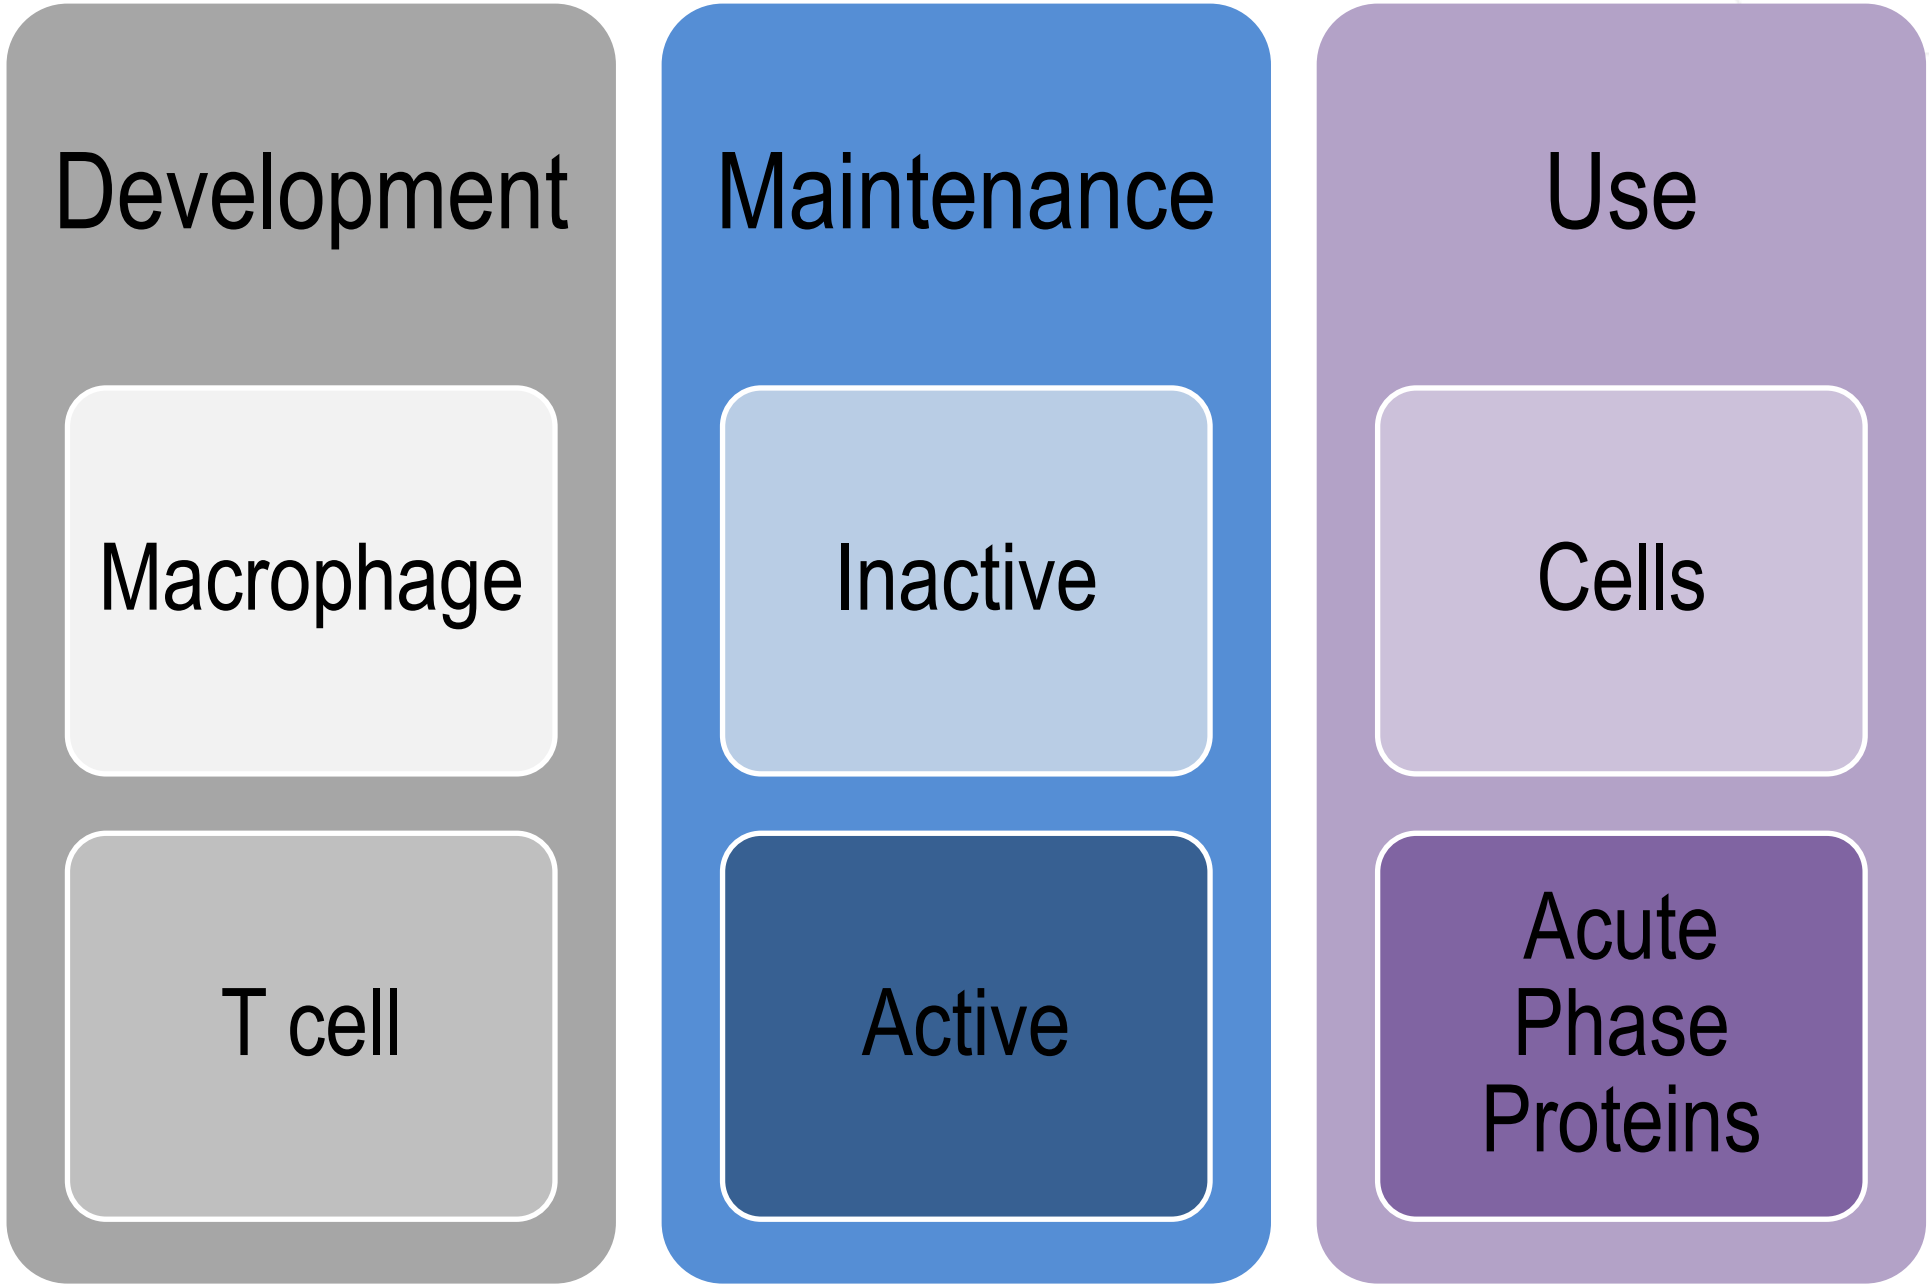 Development
Macrophage
T cell
Maintenance
Inactive
Active
Use
Cells
Acute
Phase
Proteins